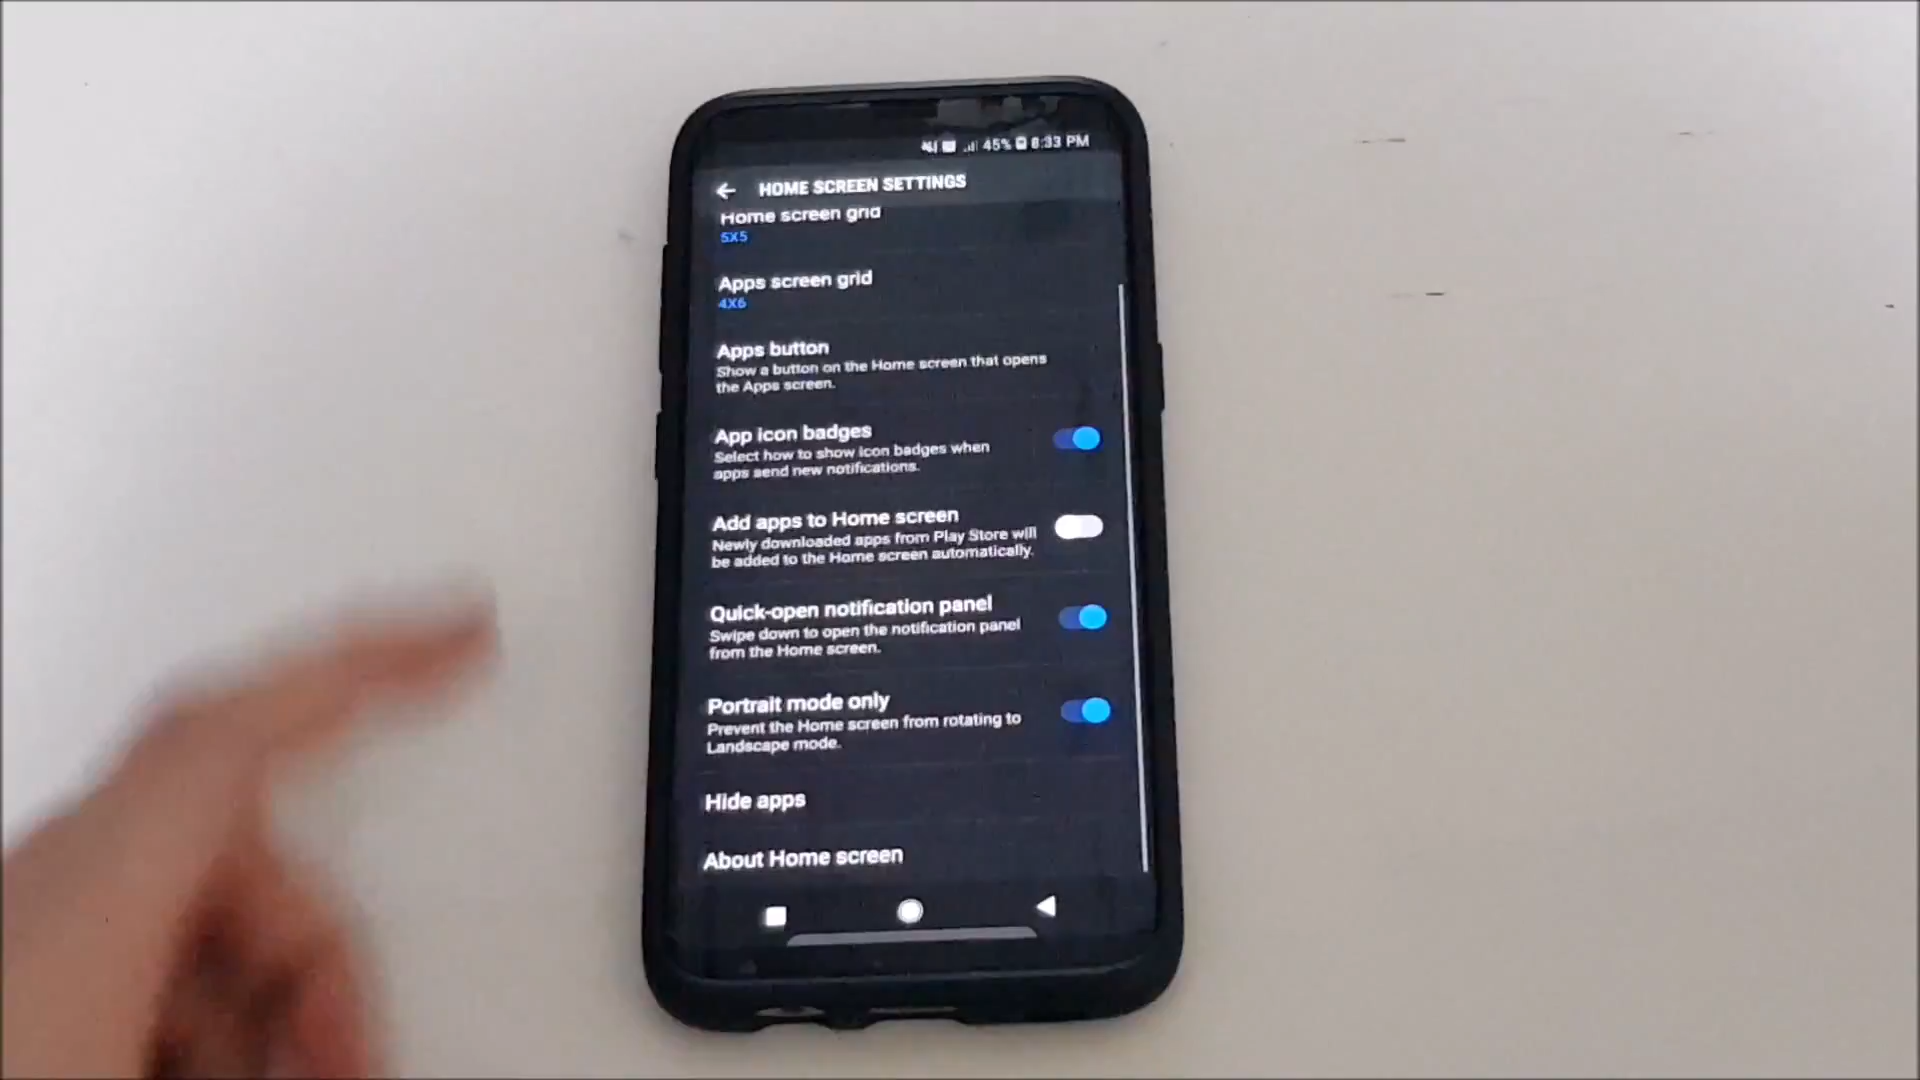 45% 8:33 PM
HOME SCREEN SETTINGS
Home screen grid
5X5
Apps screen grid
4X6
Apps button
Show a button on the Home screen that opens
the Apps screen.
App icon badges
Select how to show icon badges when
apps send new notifications.
Add apps to Home screen
Newly downloaded apps from Play Store will
be added to the Home screen automatically.
Quick-open notification panel
Swipe down to open the notification panel
from the Home screen.
Portrait mode only
Prevent the Home screen from rotating to
Landscape mode.
Hide apps
About Home screen